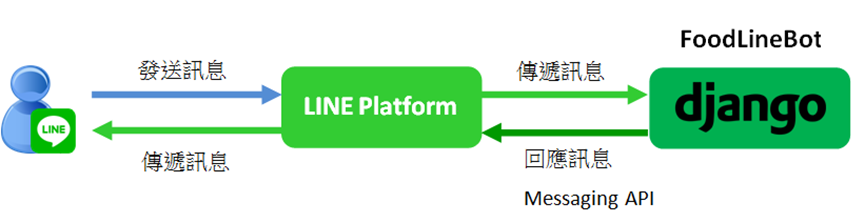 FoodLineBot
發送訊息
傳遞訊息
LINE
LINE Platform
django
傳遞訊息
回應訊息
Messaging API